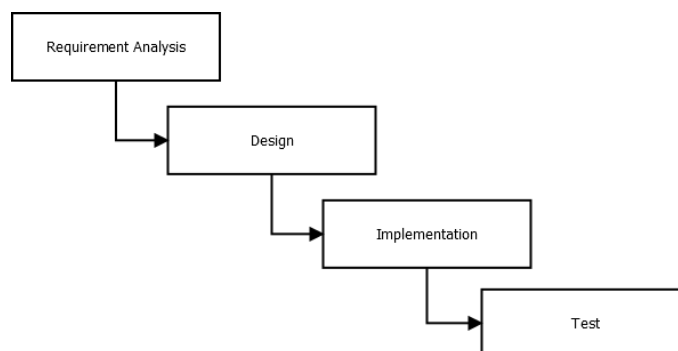 Requirement Analysis
Design
Implementation
Test